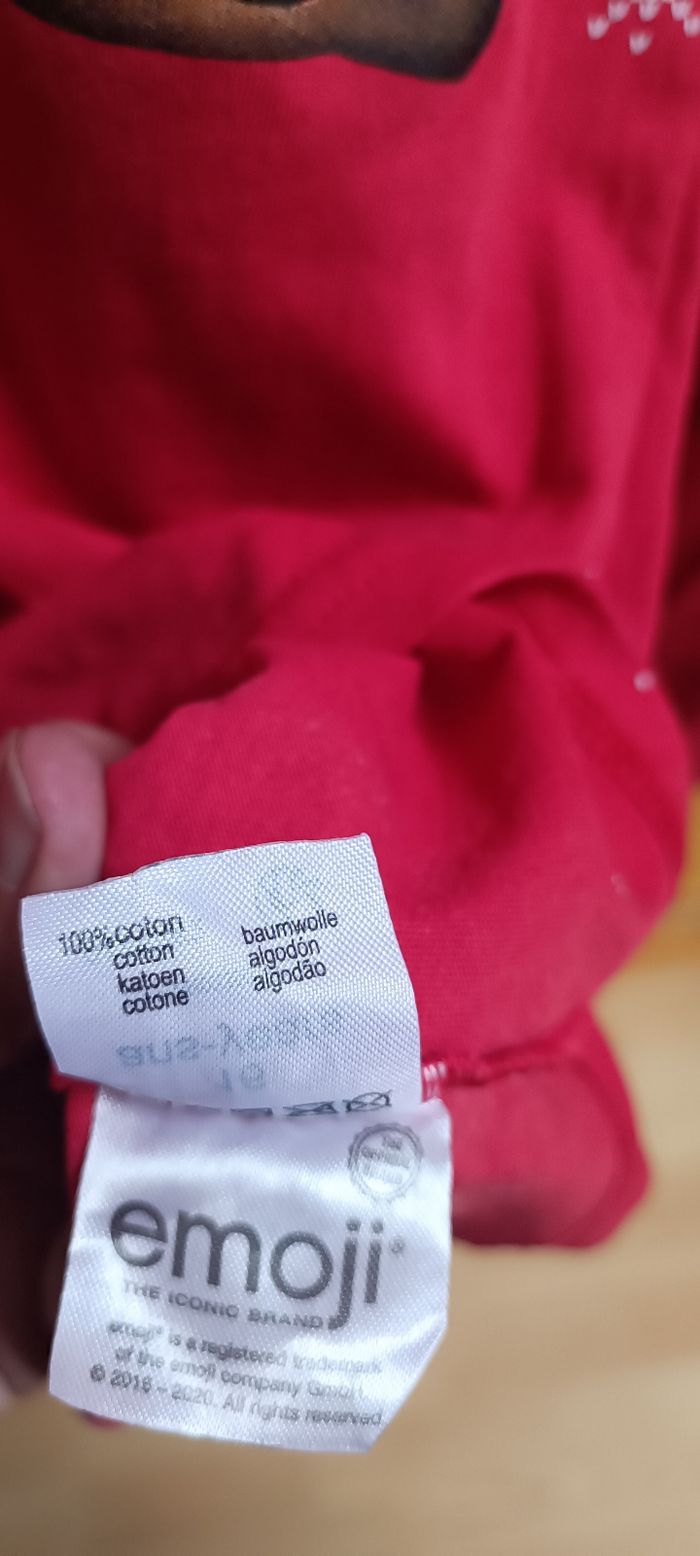 100% coton
cotton
katoen
cotone
baumwolle
algodón
algodão
emoji®
THE ICONIC BRAND
emoji® is a registered trademark
of the emoji company GmbH.
© 2016 - 2020. All rights reserved.